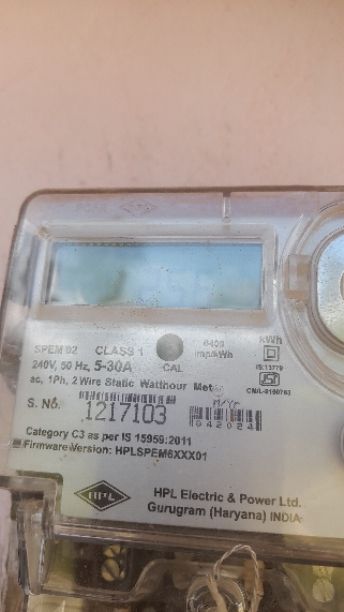 SPEM 02 CLASS 1 6400 kWh
imp/kWh
240V, 50 Hz, 5-30A CAL IS:13779
ac, 1Ph, 2 Wire Static Watthour Meter
S. No. 1217103 042024
Category C3 as per IS 15959:2011
Firmware Version: HPLSPEM6XXX01
HPL
HPL Electric & Power Ltd.
Gurugram (Haryana) INDIA